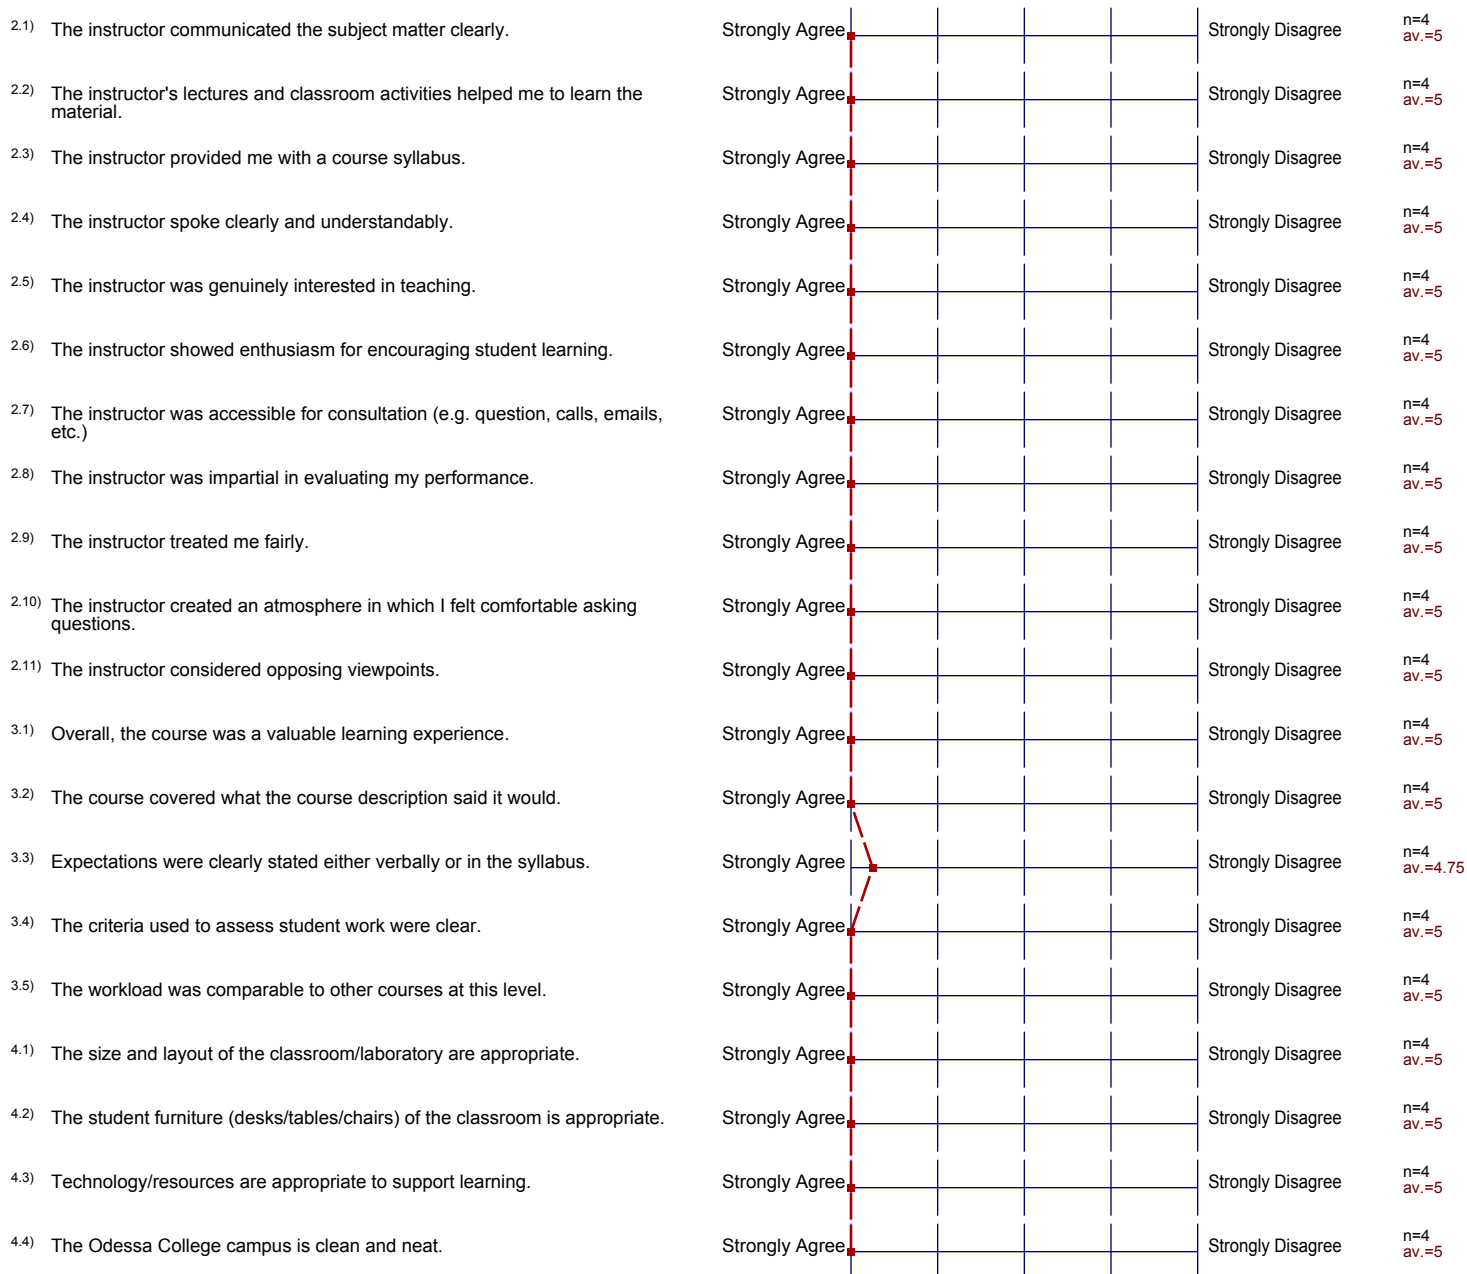 2.1) The instructor communicated the subject matter clearly. Strongly Agree Strongly Disagree n=4 av.=5
2.2) The instructor's lectures and classroom activities helped me to learn the material. Strongly Agree Strongly Disagree n=4 av.=5
2.3) The instructor provided me with a course syllabus. Strongly Agree Strongly Disagree n=4 av.=5
2.4) The instructor spoke clearly and understandably. Strongly Agree Strongly Disagree n=4 av.=5
2.5) The instructor was genuinely interested in teaching. Strongly Agree Strongly Disagree n=4 av.=5
2.6) The instructor showed enthusiasm for encouraging student learning. Strongly Agree Strongly Disagree n=4 av.=5
2.7) The instructor was accessible for consultation (e.g. question, calls, emails, etc.) Strongly Agree Strongly Disagree n=4 av.=5
2.8) The instructor was impartial in evaluating my performance. Strongly Agree Strongly Disagree n=4 av.=5
2.9) The instructor treated me fairly. Strongly Agree Strongly Disagree n=4 av.=5
2.10) The instructor created an atmosphere in which I felt comfortable asking questions. Strongly Agree Strongly Disagree n=4 av.=5
2.11) The instructor considered opposing viewpoints. Strongly Agree Strongly Disagree n=4 av.=5
3.1) Overall, the course was a valuable learning experience. Strongly Agree Strongly Disagree n=4 av.=5
3.2) The course covered what the course description said it would. Strongly Agree Strongly Disagree n=4 av.=5
3.3) Expectations were clearly stated either verbally or in the syllabus. Strongly Agree Strongly Disagree n=4 av.=4.75
3.4) The criteria used to assess student work were clear. Strongly Agree Strongly Disagree n=4 av.=5
3.5) The workload was comparable to other courses at this level. Strongly Agree Strongly Disagree n=4 av.=5
4.1) The size and layout of the classroom/laboratory are appropriate. Strongly Agree Strongly Disagree n=4 av.=5
4.2) The student furniture (desks/tables/chairs) of the classroom is appropriate. Strongly Agree Strongly Disagree n=4 av.=5
4.3) Technology/resources are appropriate to support learning. Strongly Agree Strongly Disagree n=4 av.=5
4.4) The Odessa College campus is clean and neat. Strongly Agree Strongly Disagree n=4 av.=5